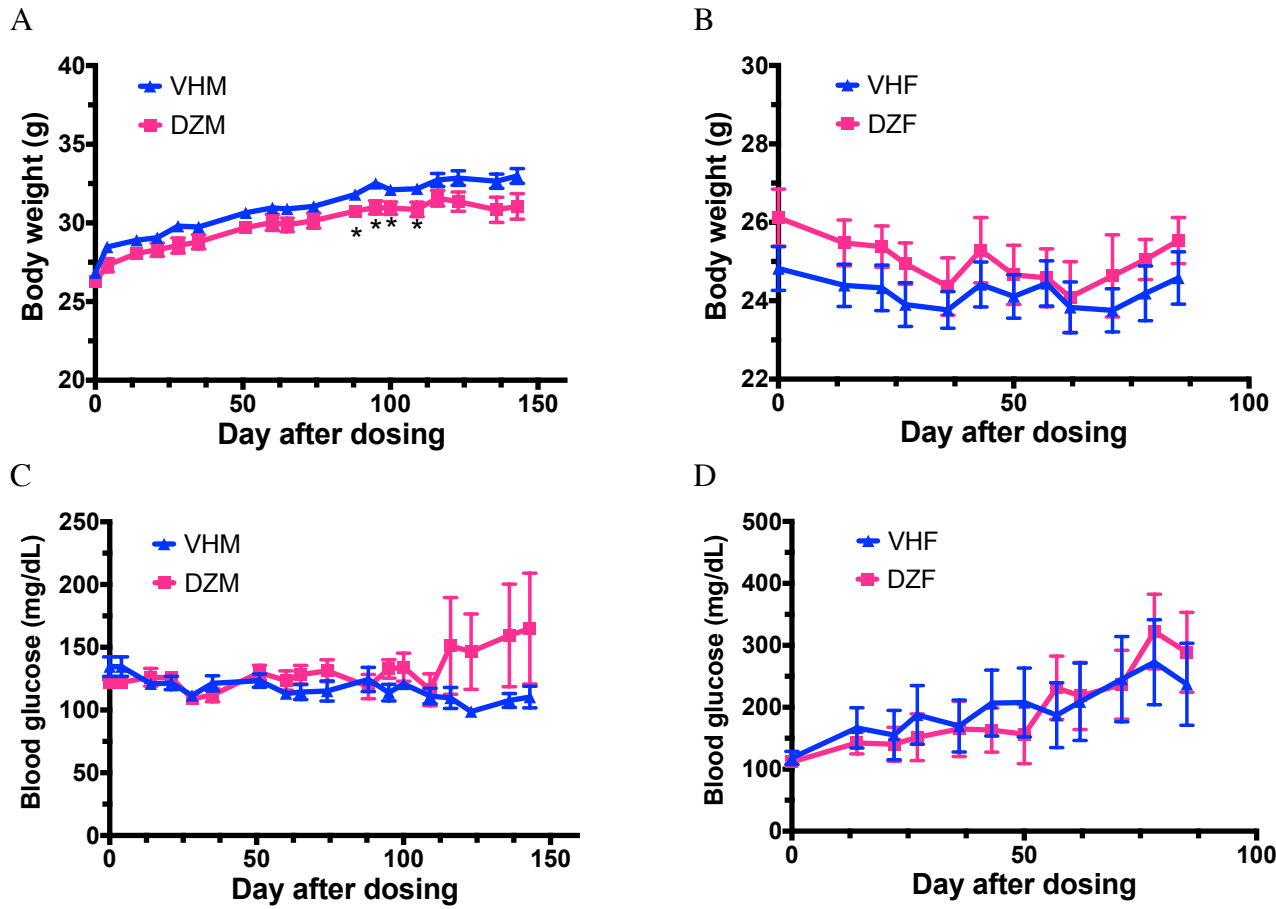 A
40
35
30
25
20
Body weight (g)
VHM
DZM
* * * *
0 50 100 150
Day after dosing
B
30
28
26
24
22
Body weight (g)
VHF
DZF
0 50 100
Day after dosing
C
250
200
150
100
50
0
Blood glucose (mg/dL)
VHM
DZM
0 50 100 150
Day after dosing
D
500
400
300
200
100
0
Blood glucose (mg/dL)
VHF
DZF
0 50 100
Day after dosing